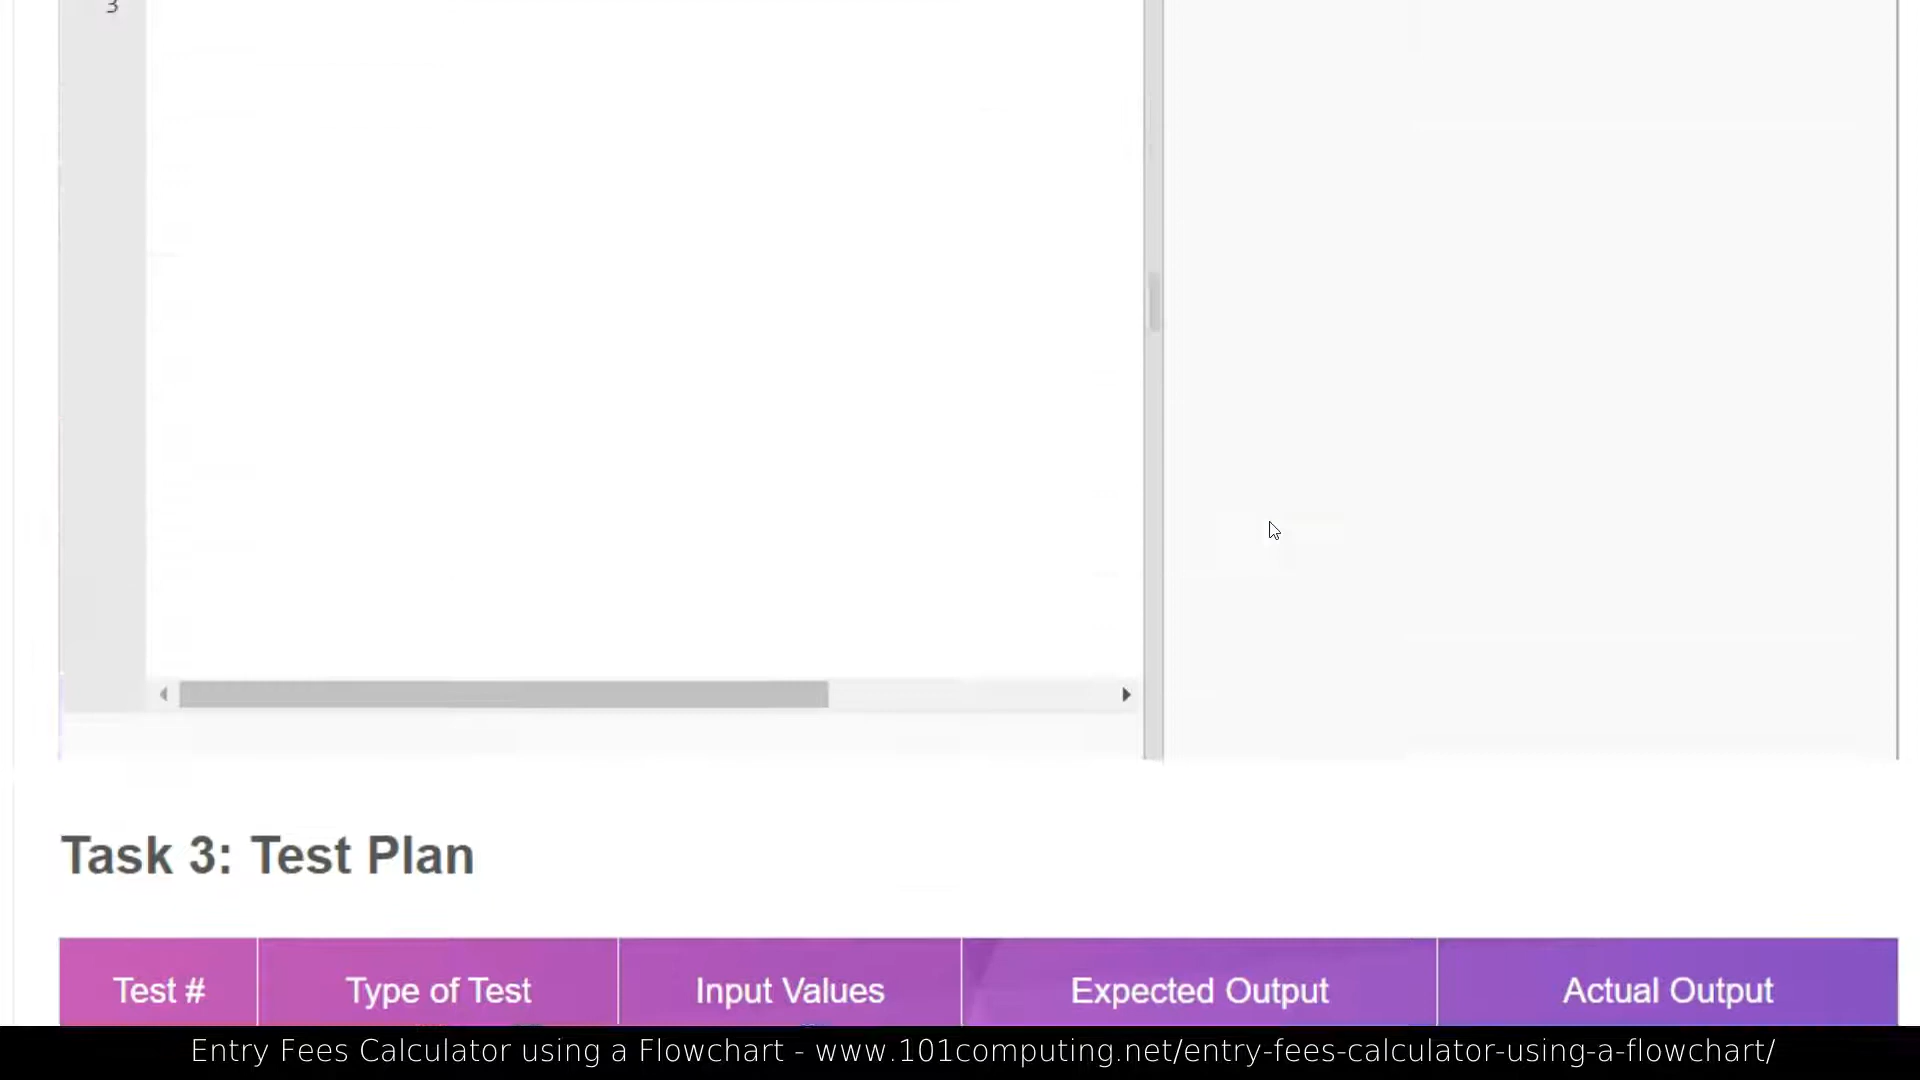 3
Task 3: Test Plan
Test # Type of Test Input Values Expected Output Actual Output
Entry Fees Calculator using a Flowchart - www.101computing.net/entry-fees-calculator-using-a-flowchart/